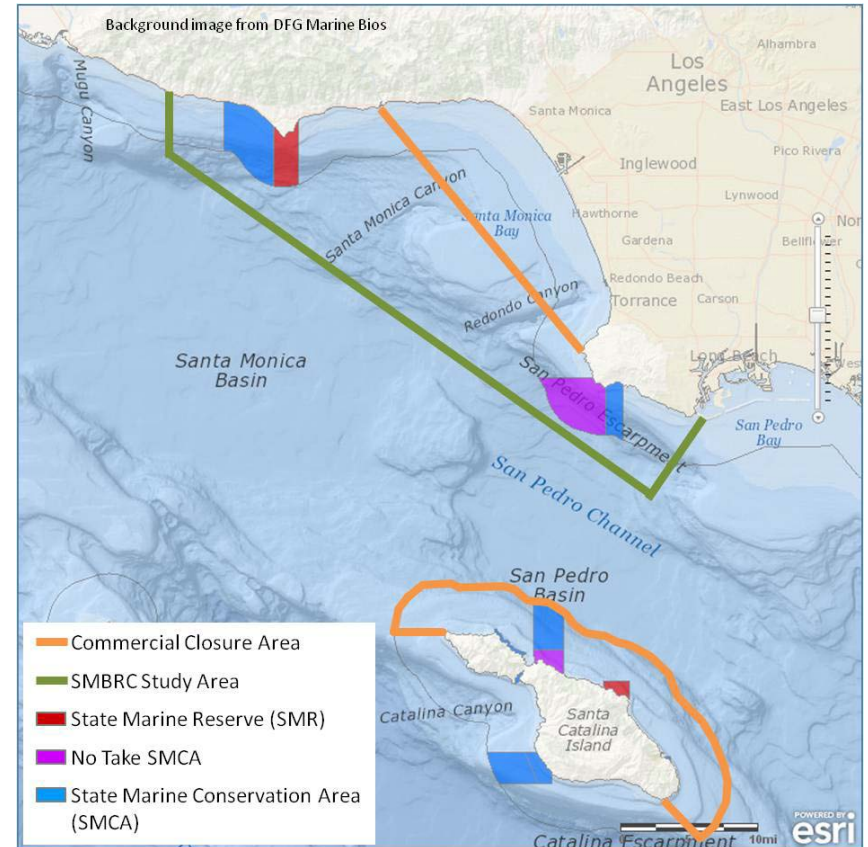 Background image from DFG Marine Bios
Alhambra
Los
Angeles
East Los Angeles
Mugu Canyon
Santa Monica
Pico Rivera
Inglewood
Lynwood
Santa Monica Canyon
Santa Monica
Bay
Hawthorne
Nor
Gardena
Bellflower
Redondo Beach
Redondo Canyon
Torrance
Carson
Santa Monica
Basin
Long Beach
San Pedro Escarpment
San Pedro
Bay
San Pedro Channel
San Pedro
Basin
Commercial Closure Area
SMBRC Study Area
State Marine Reserve (SMR)
No Take SMCA
State Marine Conservation Area
(SMCA)
Catalina Canyon
Santa
Catalina
Island
Catalina Escarpment
10mi
POWERED BY
esri